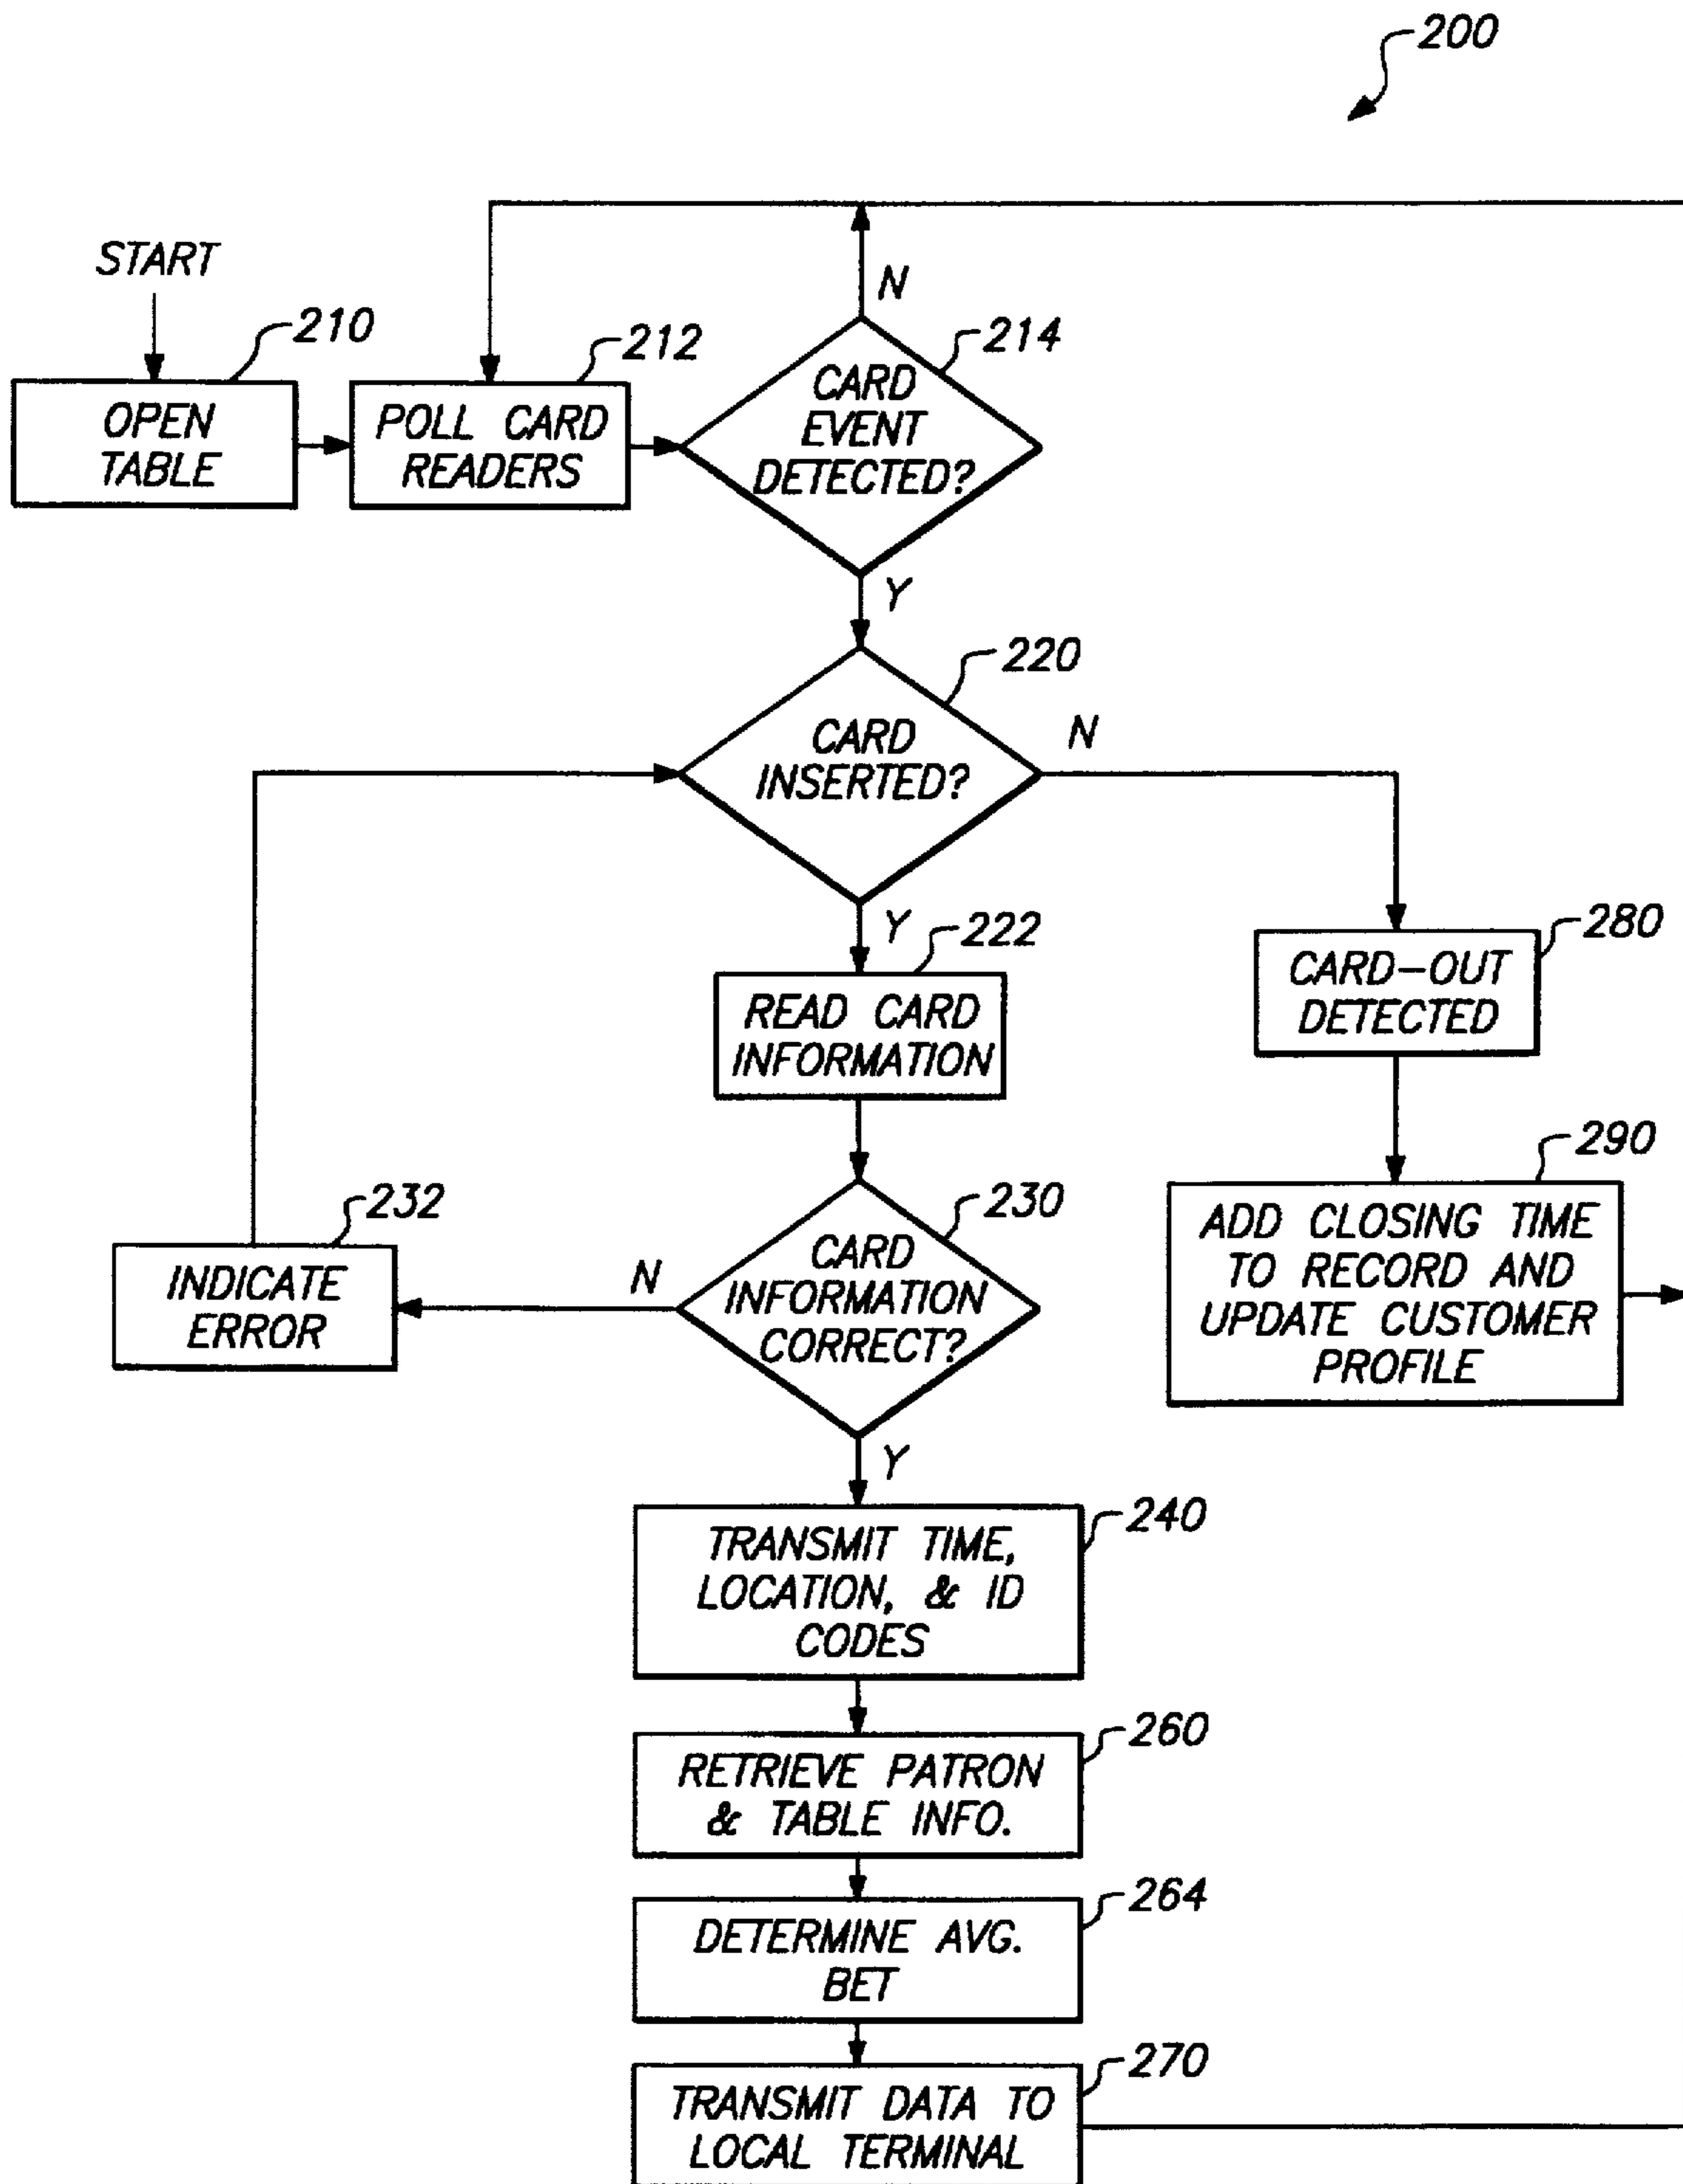 200
START
210
OPEN
TABLE
212
POLL CARD
READERS
214
CARD
EVENT
DETECTED?
N
Y
220
CARD
INSERTED?
N
Y
222
READ CARD
INFORMATION
280
CARD-OUT
DETECTED
290
ADD CLOSING TIME
TO RECORD AND
UPDATE CUSTOMER
PROFILE
230
CARD
INFORMATION
CORRECT?
N
232
INDICATE
ERROR
Y
240
TRANSMIT TIME,
LOCATION, & ID
CODES
260
RETRIEVE PATRON
& TABLE INFO.
264
DETERMINE AVG.
BET
270
TRANSMIT DATA TO
LOCAL TERMINAL